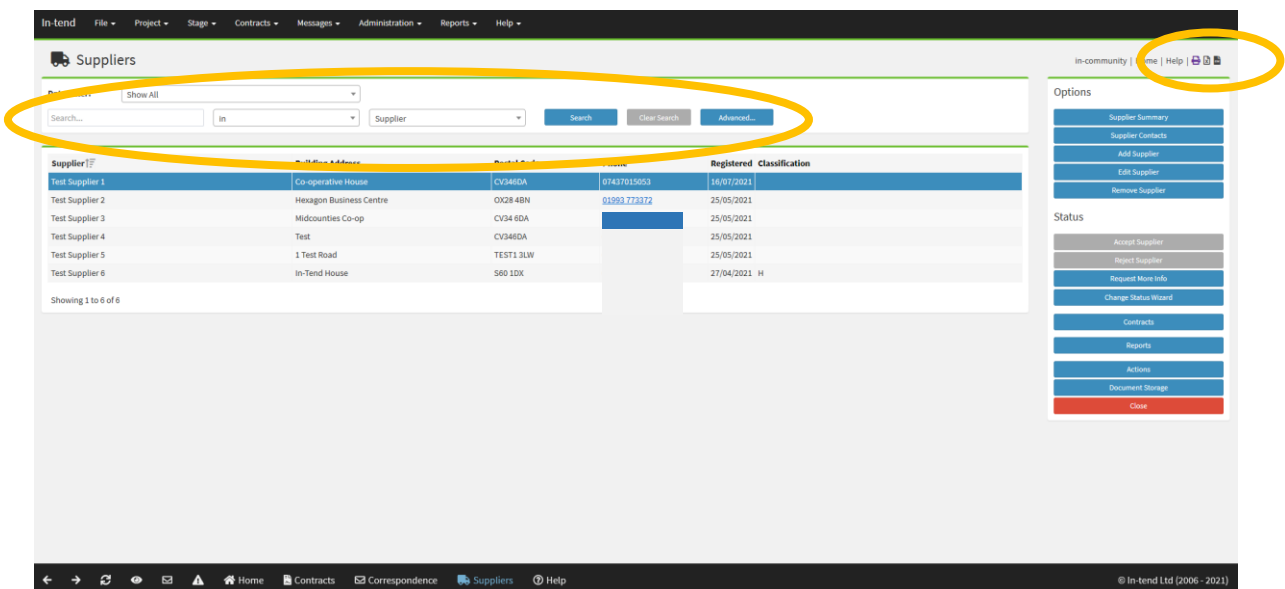 In-tend File Project Stage Contracts Messages Administration Reports Help
Suppliers
in-community | Home | Help |
Show All
Search... in Supplier Search Clear Search Advanced...
Supplier Building Address Registered Classification
Test Supplier 1 Co-operative House CV346DA 07437015053 16/07/2021
Test Supplier 2 Hexagon Business Centre OX28 4BN 01993 773372 25/05/2021
Test Supplier 3 Midcounties Co-op CV34 6DA 25/05/2021
Test Supplier 4 Test CV346DA 25/05/2021
Test Supplier 5 1 Test Road TEST1 3LW 25/05/2021
Test Supplier 6 In-Tend House S60 1DX 27/04/2021 H
Showing 1 to 6 of 6
Options
Supplier Summary
Supplier Contacts
Add Supplier
Edit Supplier
Remove Supplier
Status
Accept Supplier
Reject Supplier
Request More Info
Change Status Wizard
Contracts
Reports
Actions
Document Storage
Close
Home Contracts Correspondence Suppliers Help
© In-tend Ltd (2006 - 2021)